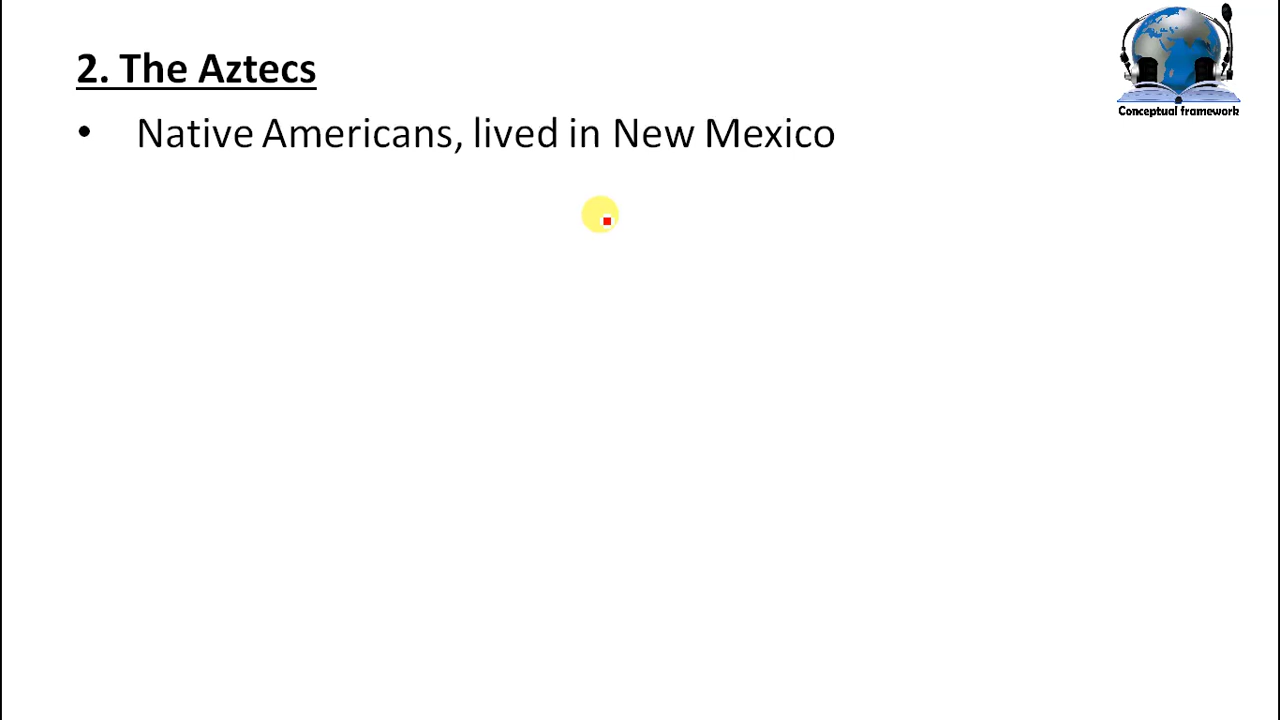 2. The Aztecs
• Native Americans, lived in New Mexico
Conceptual framework